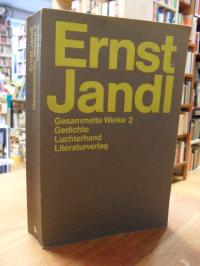 Ernst
Jandl
Gesammelte Werke 2
Gedichte
Luchterhand
Literaturverlag